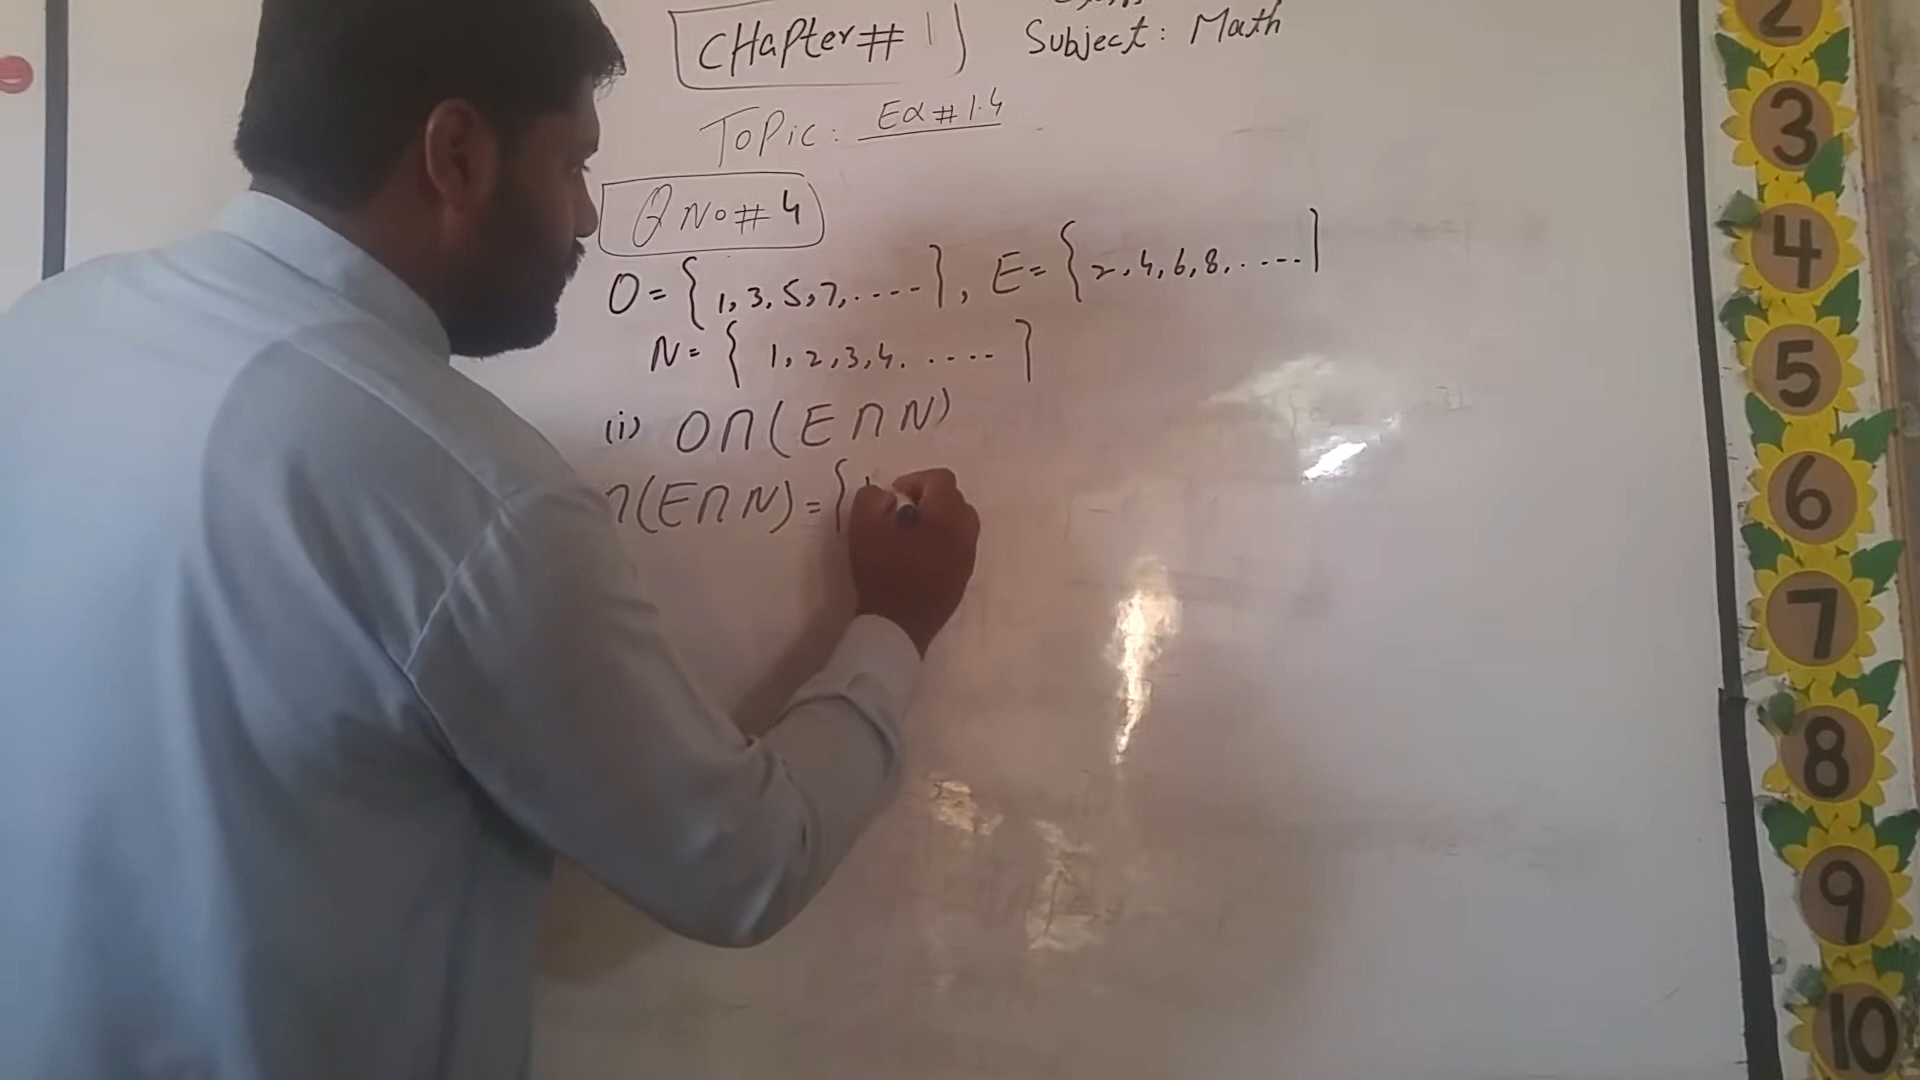 CHapter # 1
Subject: Math
Topic: Ex # 1.4
Q No # 4
O = { 1, 3, 5, 7, .... }, E = { 2, 4, 6, 8, ..... }
N = { 1, 2, 3, 4. ..... }
(i) O∩(E∩N)
∩(E∩N) = {
2
3
4
5
6
7
8
9
10